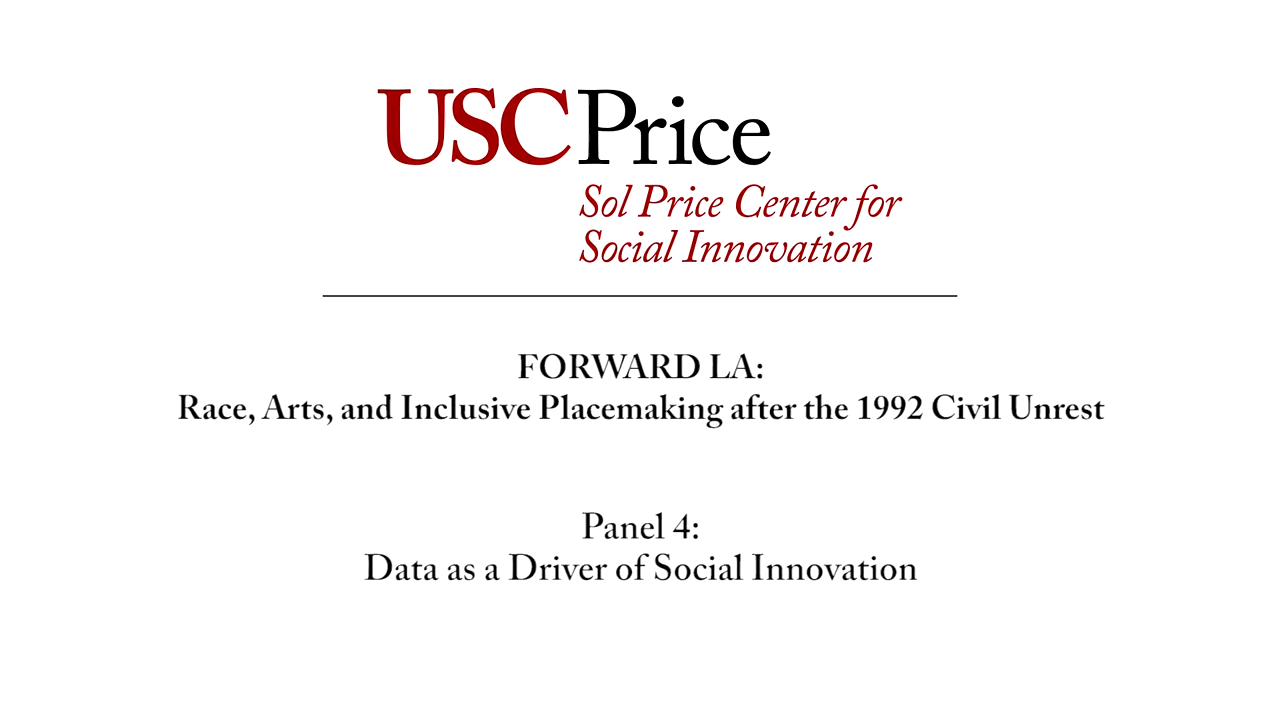 USC Price
Sol Price Center for
Social Innovation
FORWARD LA:
Race, Arts, and Inclusive Placemaking after the 1992 Civil Unrest
Panel 4:
Data as a Driver of Social Innovation